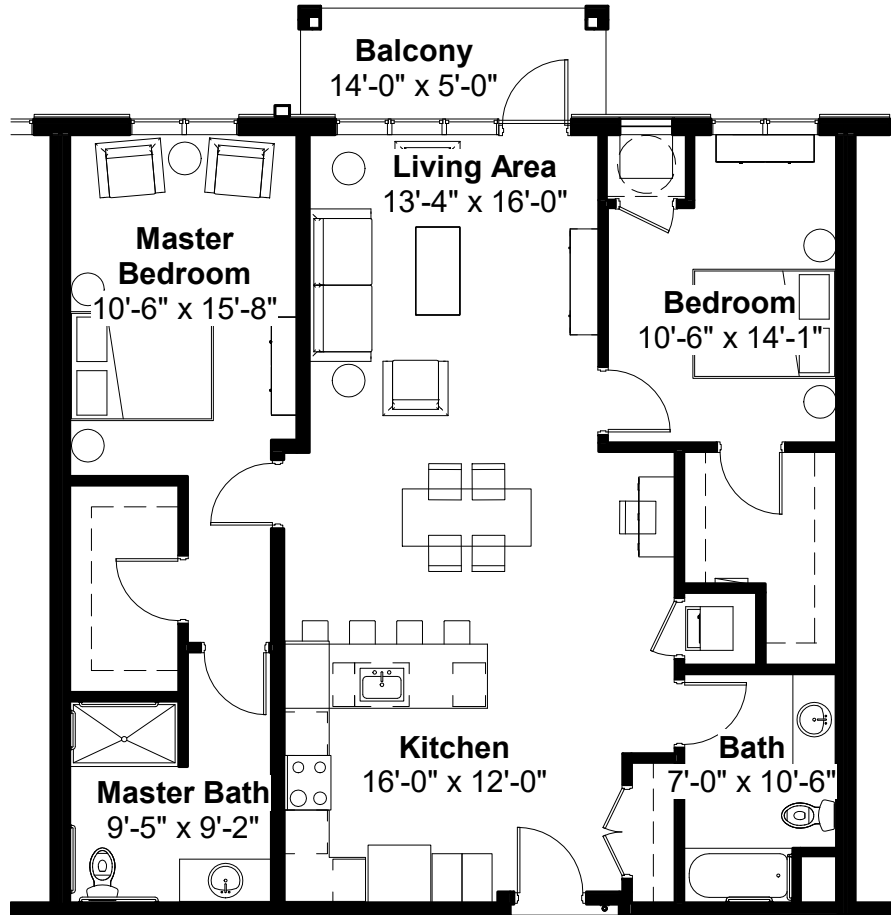 Balcony
14'-0" x 5'-0"
Living Area
13'-4" x 16'-0"
Master
Bedroom
10'-6" x 15'-8"
Bedroom
10'-6" x 14'-1"
Kitchen
16'-0" x 12'-0"
Bath
7'-0" x 10'-6"
Master Bath
9'-5" x 9'-2"